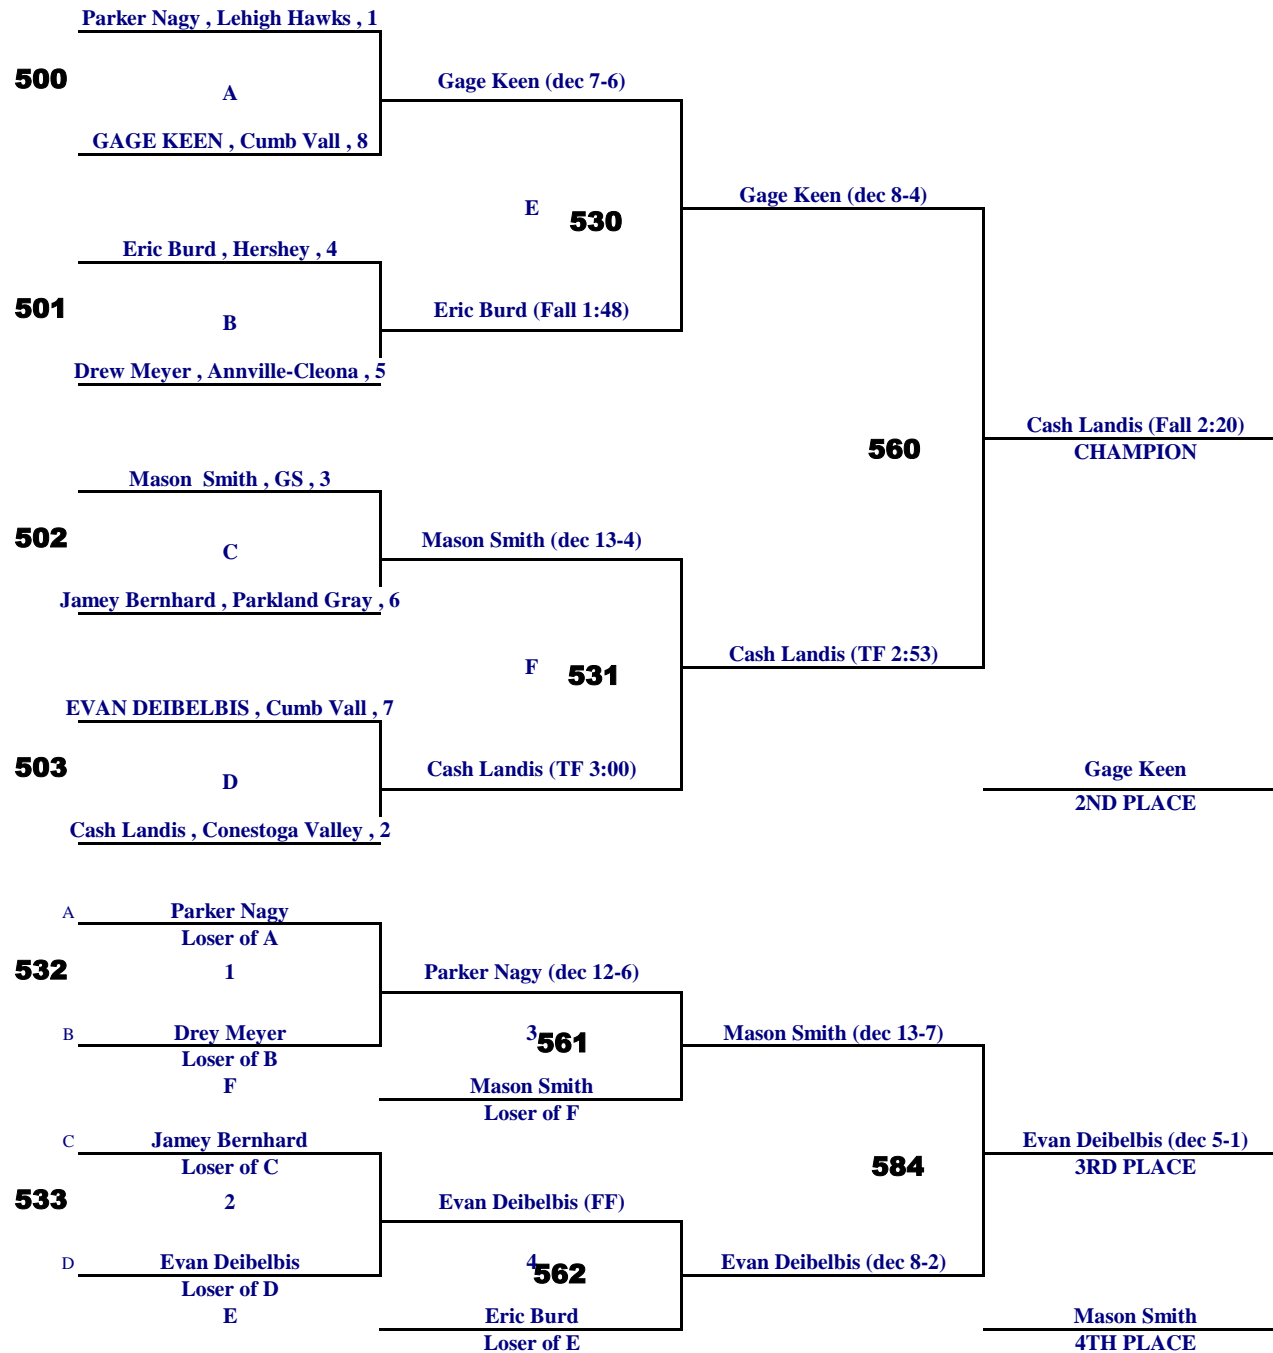 Parker Nagy , Lehigh Hawks , 1
500
A
Gage Keen (dec 7-6)
GAGE KEEN , Cumb Vall , 8
E
530
Gage Keen (dec 8-4)
Eric Burd , Hershey , 4
501
B
Eric Burd (Fall 1:48)
Drew Meyer , Annville-Cleona , 5
560
Cash Landis (Fall 2:20)
CHAMPION
Mason  Smith , GS , 3
502
C
Mason Smith (dec 13-4)
Jamey Bernhard , Parkland Gray , 6
F
531
Cash Landis (TF 2:53)
EVAN DEIBELBIS , Cumb Vall , 7
503
D
Cash Landis (TF 3:00)
Gage Keen
2ND PLACE
Cash Landis , Conestoga Valley , 2
A
Parker Nagy
Loser of A
532
1
Parker Nagy (dec 12-6)
B
Drey Meyer
Loser of B
3
561
Mason Smith (dec 13-7)
F
Mason Smith
Loser of F
C
Jamey Bernhard
Loser of C
584
Evan Deibelbis (dec 5-1)
3RD PLACE
533
2
Evan Deibelbis (FF)
D
Evan Deibelbis
Loser of D
4
562
Evan Deibelbis (dec 8-2)
E
Eric Burd
Loser of E
Mason Smith
4TH PLACE